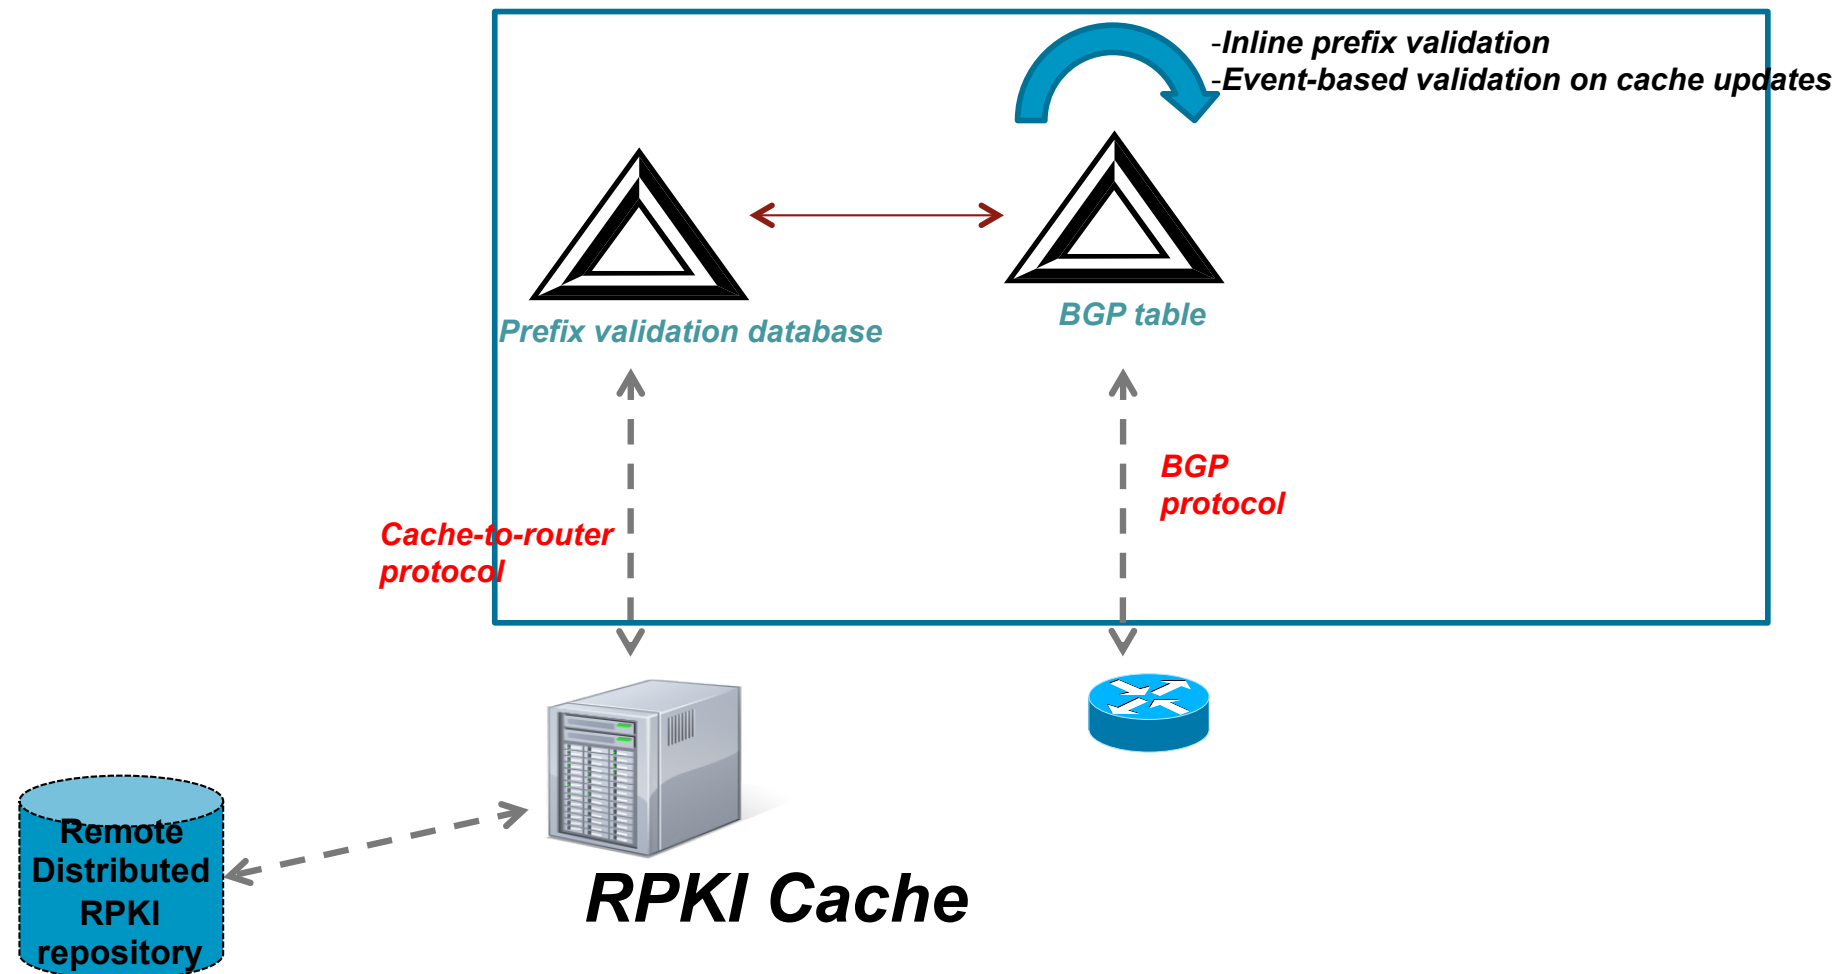 -Inline prefix validation
-Event-based validation on cache updates
Prefix validation database
BGP table
BGP
protocol
Cache-to-router
protocol
Remote
Distributed
RPKI
repository
RPKI Cache